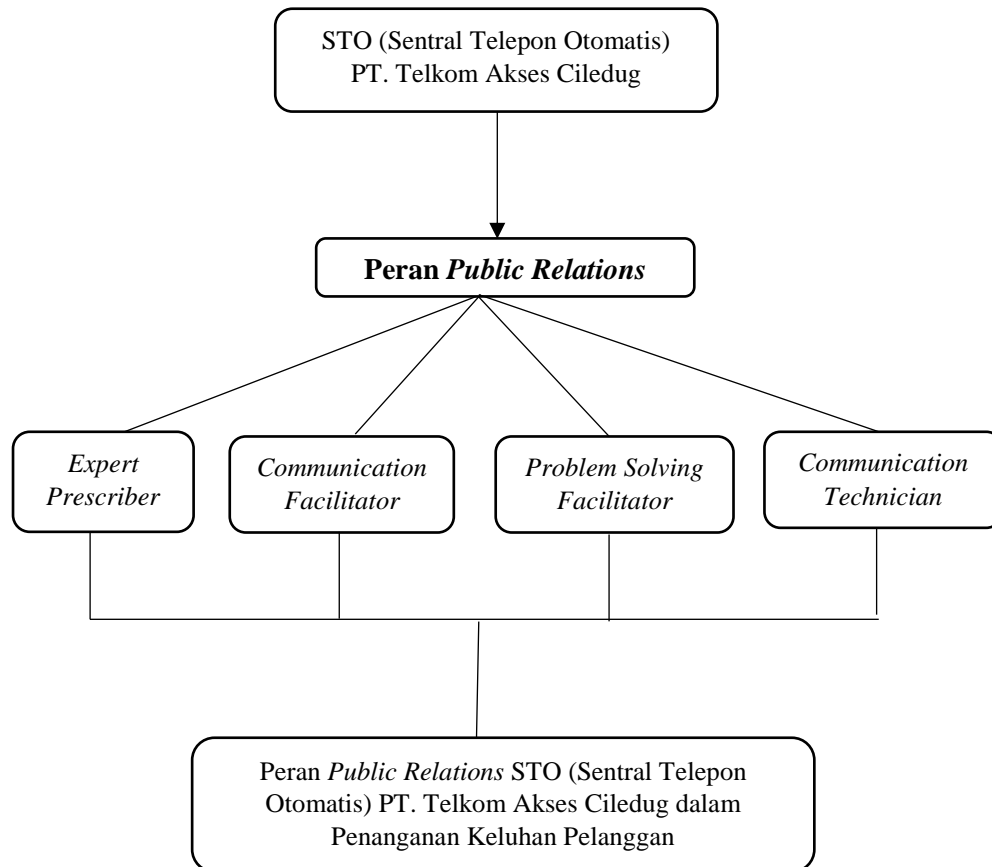 STO (Sentral Telepon Otomatis)
PT. Telkom Akses Ciledug
Peran Public Relations
Expert
Prescriber
Communication
Facilitator
Problem Solving
Facilitator
Communication
Technician
Peran Public Relations STO (Sentral Telepon
Otomatis) PT. Telkom Akses Ciledug dalam
Penanganan Keluhan Pelanggan